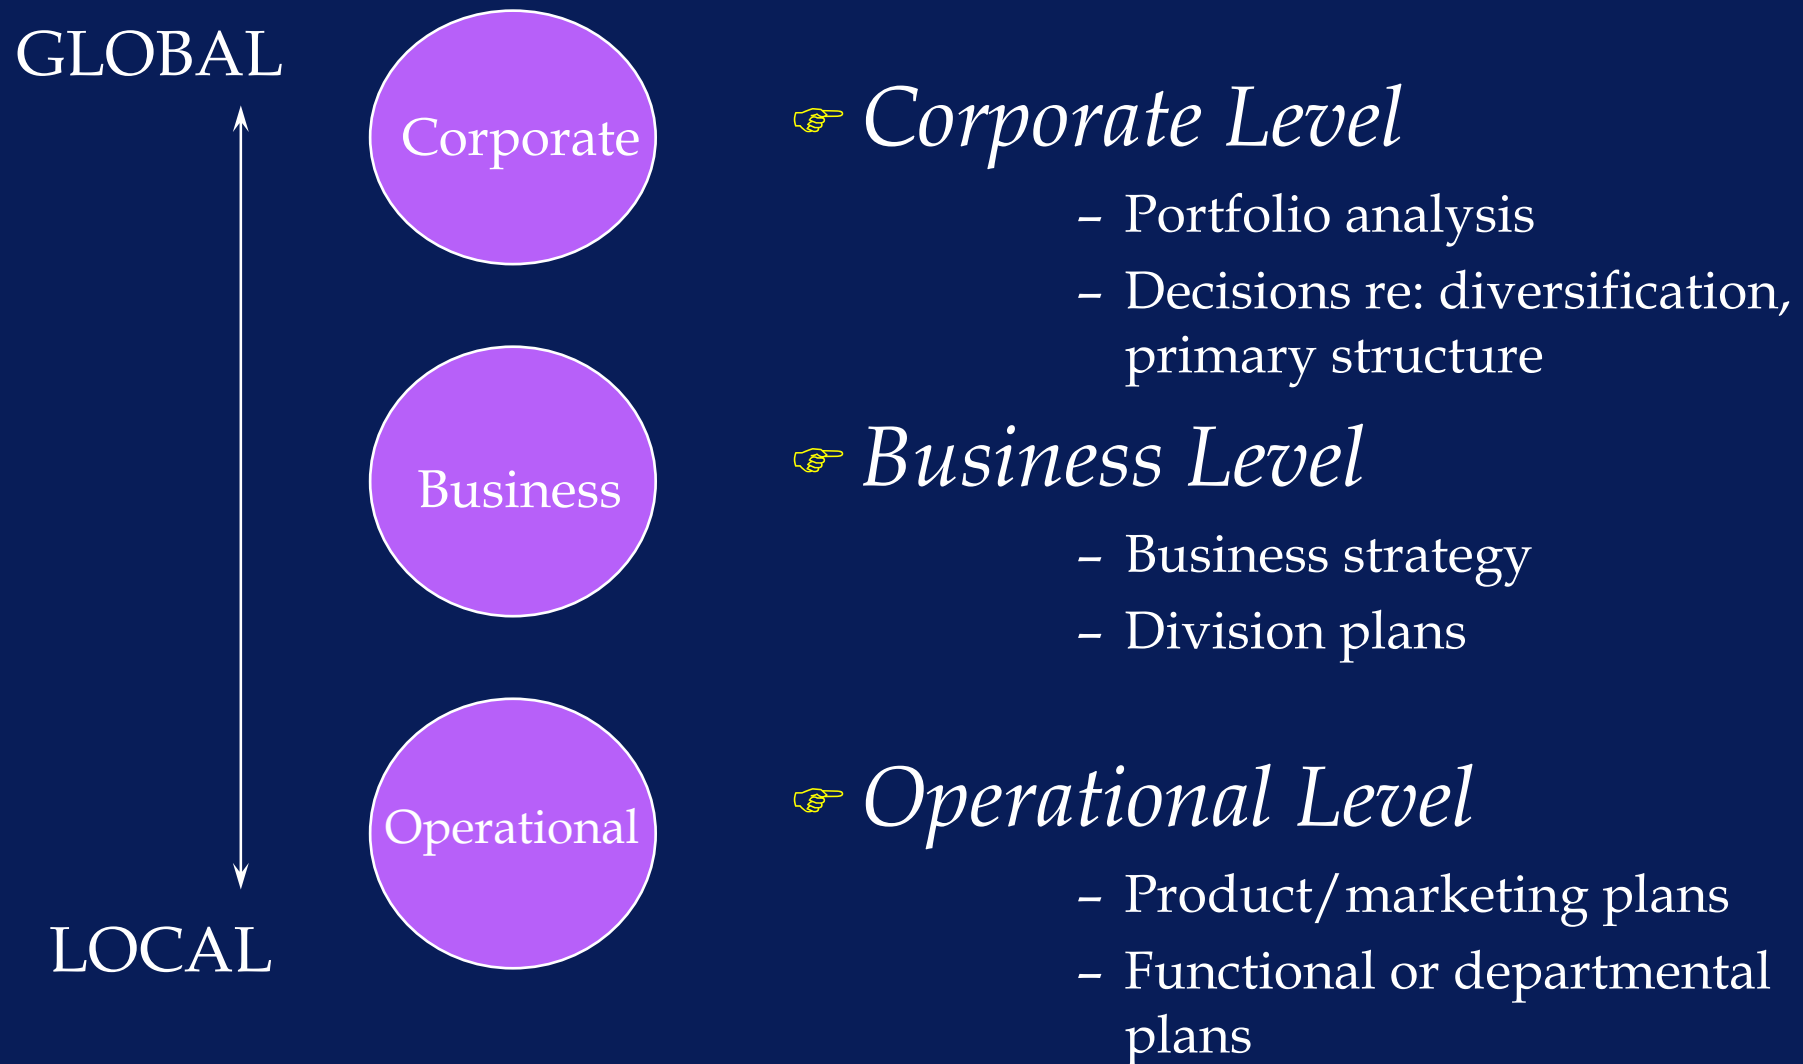 GLOBAL
Corporate
Business
Operational
LOCAL
☞ Corporate Level
– Portfolio analysis
– Decisions re: diversification,
primary structure
☞ Business Level
– Business strategy
– Division plans
☞ Operational Level
– Product/marketing plans
– Functional or departmental
plans